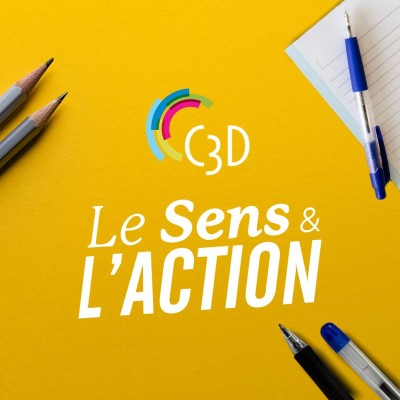 C3D
Le Sens &
L'ACTION